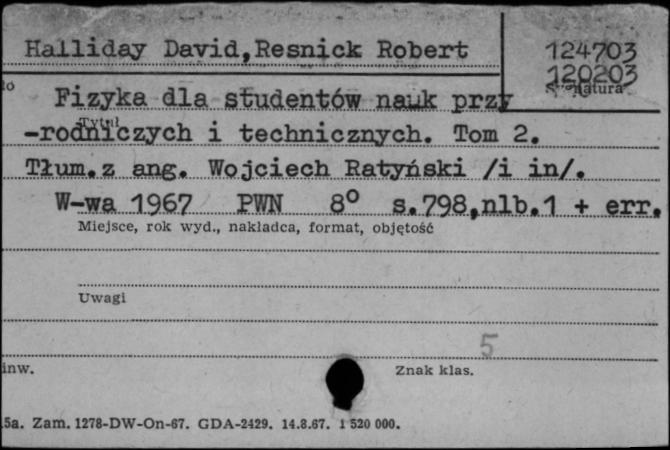 Halliday David,Resnick Robert
124703
120203
Sygnatura
Fizyka dla studentów nauk przy
Tytuł
-rodniczych i technicznych. Tom 2.
Tłum.z ang. Wojciech Ratyński /i in/.
W-wa 1967 PWN 8° s.798,nlb.1 + err.
Miejsce, rok wyd., nakładca, format, objętość
Uwagi
5
inw.
Znak klas.
5a. Zam. 1278-DW-On-67. GDA-2429. 14.8.67. 1 520 000.